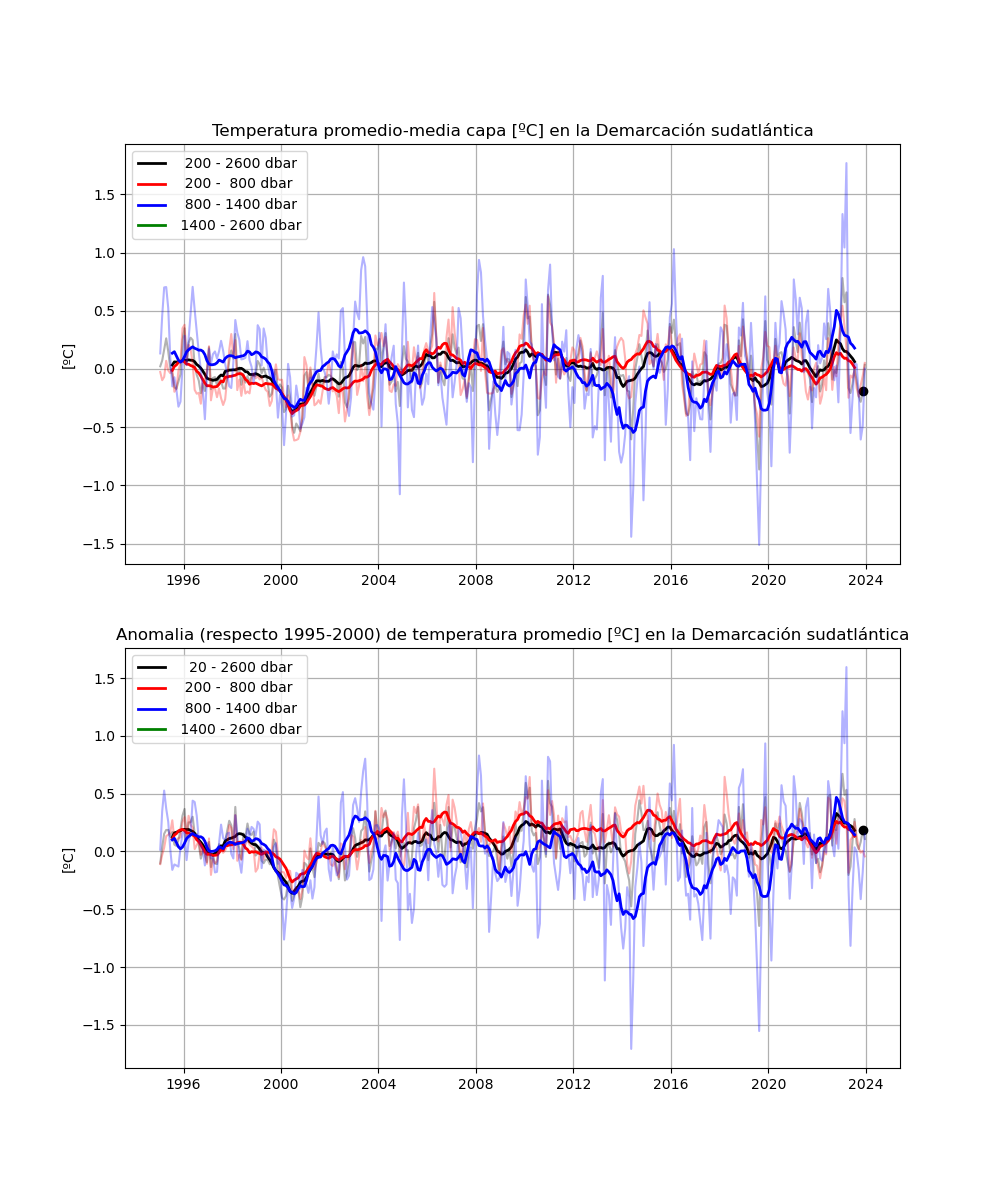 Temperatura promedio-media capa [ºC] en la Demarcación sudatlántica
[ºC]
1.5
1.0
0.5
0.0
−0.5
−1.0
−1.5
200 - 2600 dbar
200 - 800 dbar
800 - 1400 dbar
1400 - 2600 dbar
1996 2000 2004 2008 2012 2016 2020 2024
Anomalia (respecto 1995-2000) de temperatura promedio [ºC] en la Demarcación sudatlántica
[ºC]
1.5
1.0
0.5
0.0
−0.5
−1.0
−1.5
20 - 2600 dbar
200 - 800 dbar
800 - 1400 dbar
1400 - 2600 dbar
1996 2000 2004 2008 2012 2016 2020 2024